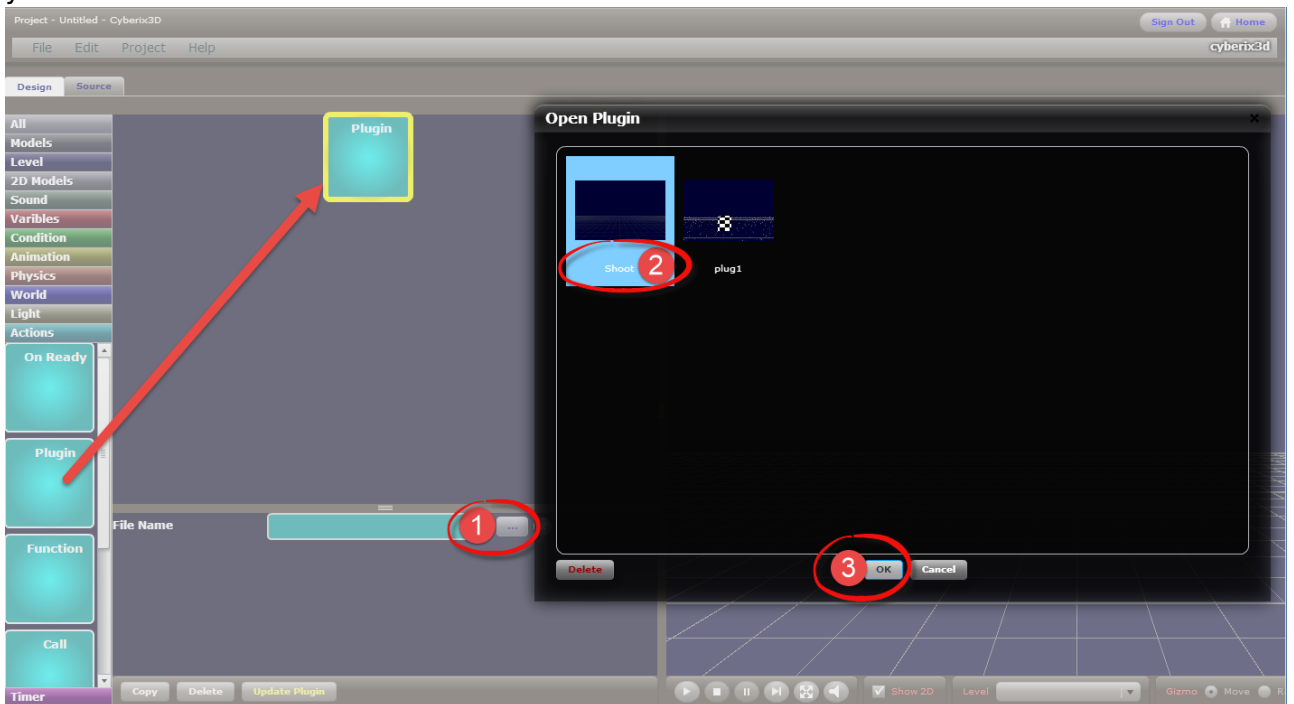 Project - Untitled - Cyberix3D
Sign Out
Home
File Edit Project Help
cyberix3d
Design Source
All
Models
Level
2D Models
Sound
Varibles
Condition
Animation
Physics
World
Light
Actions
On Ready
Plugin
Function
Call
Timer
Plugin
File Name
1
...
Copy Delete Update Plugin
Open Plugin
x
Shoot 2
plug1
Delete
3 OK Cancel
Show 2D Level Gizmo Move R